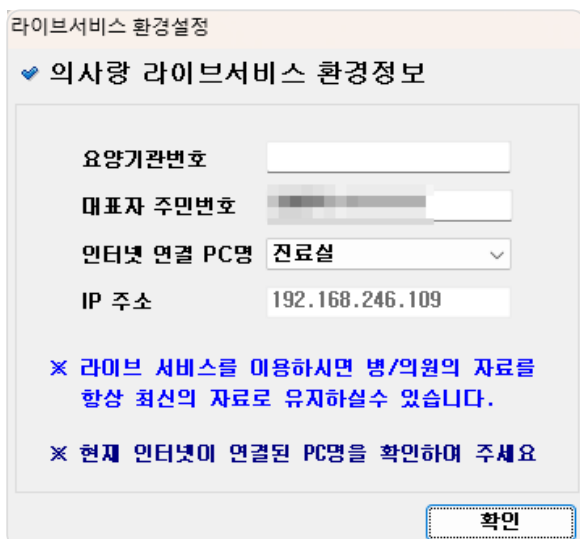 라이브서비스 환경설정
의사랑 라이브서비스 환경정보
요양기관번호
대표자 주민번호
인터넷 연결 PC명 진료실
IP 주소 192.168.246.109
※ 라이브 서비스를 이용하시면 병/의원의 자료를
항상 최신의 자료로 유지하실수 있습니다.
※ 현재 인터넷이 연결된 PC명을 확인하여 주세요
확인